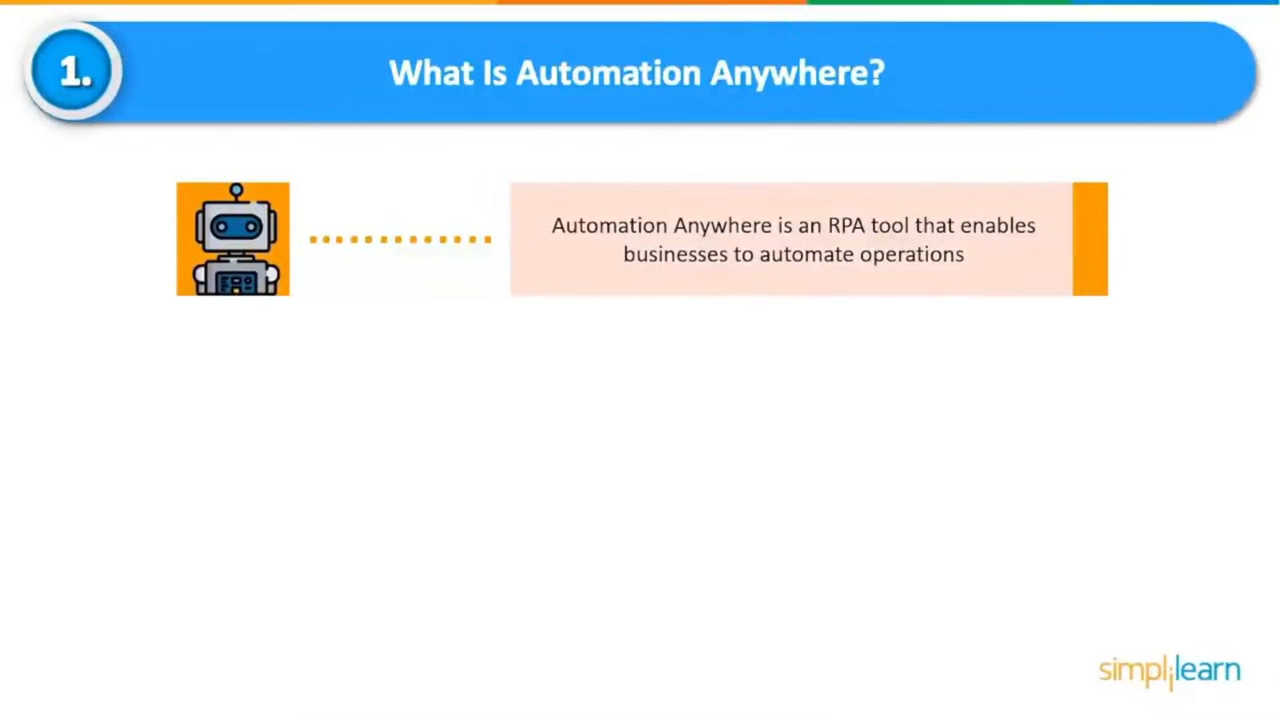 1.
What Is Automation Anywhere?
Automation Anywhere is an RPA tool that enables
businesses to automate operations
simplilearn